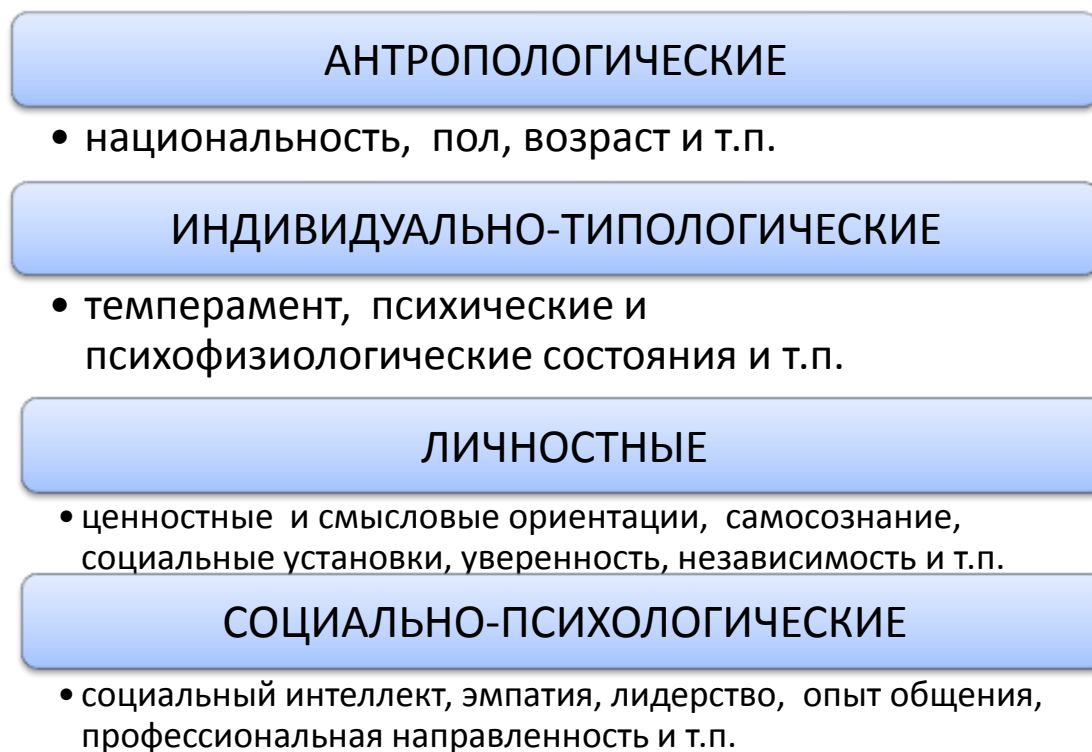 АНТРОПОЛОГИЧЕСКИЕ
• национальность, пол, возраст и т.п.
ИНДИВИДУАЛЬНО-ТИПОЛОГИЧЕСКИЕ
• темперамент, психические и
психофизиологические состояния и т.п.
ЛИЧНОСТНЫЕ
• ценностные и смысловые ориентации, самосознание,
социальные установки, уверенность, независимость и т.п.
СОЦИАЛЬНО-ПСИХОЛОГИЧЕСКИЕ
• социальный интеллект, эмпатия, лидерство, опыт общения,
профессиональная направленность и т.п.